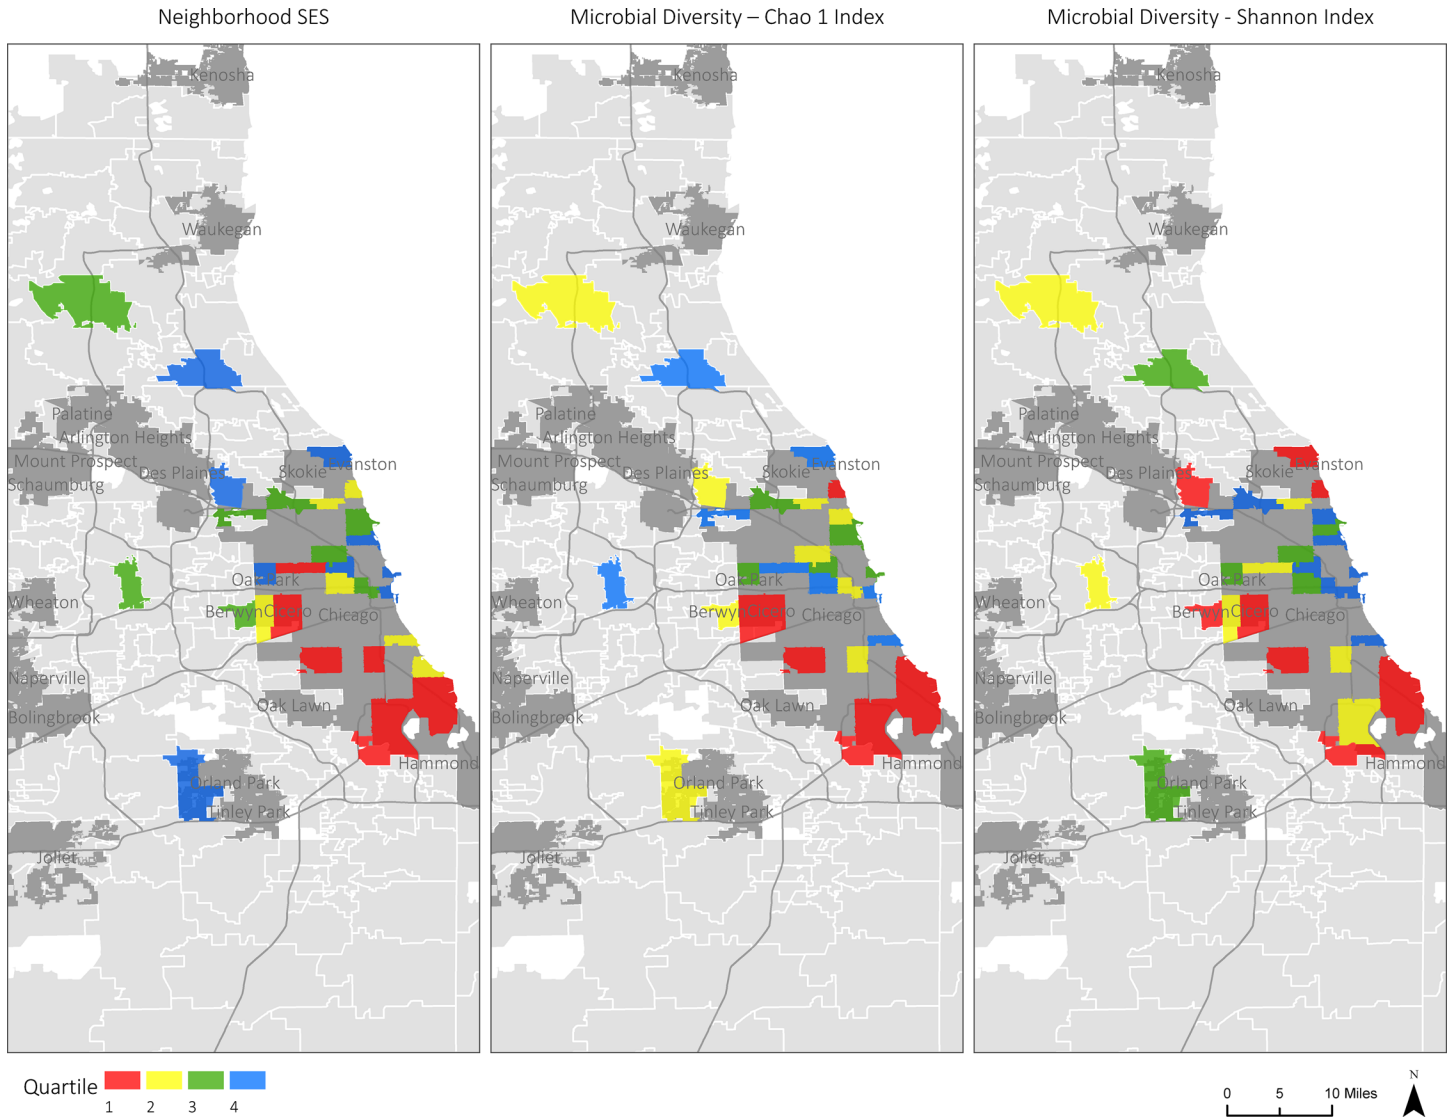 Neighborhood SES
Microbial Diversity – Chao 1 Index
Microbial Diversity - Shannon Index
Kenosha
Waukegan
Palatine
Arlington Heights
Mount Prospect
Des Plaines
Skokie
Evanston
Schaumburg
Oak Park
Wheaton
Berwyn
Cicero
Chicago
Naperville
Oak Lawn
Bolingbrook
Hammond
Orland Park
Tinley Park
Joliet
Kenosha
Waukegan
Palatine
Arlington Heights
Mount Prospect
Des Plaines
Skokie
Evanston
Schaumburg
Oak Park
Wheaton
Berwyn
Cicero
Chicago
Naperville
Oak Lawn
Bolingbrook
Hammond
Orland Park
Tinley Park
Joliet
Kenosha
Waukegan
Palatine
Arlington Heights
Mount Prospect
Des Plaines
Skokie
Evanston
Schaumburg
Oak Park
Wheaton
Berwyn
Cicero
Chicago
Naperville
Oak Lawn
Bolingbrook
Hammond
Orland Park
Tinley Park
Joliet
Quartile
1 2 3 4
0 5 10 Miles
N